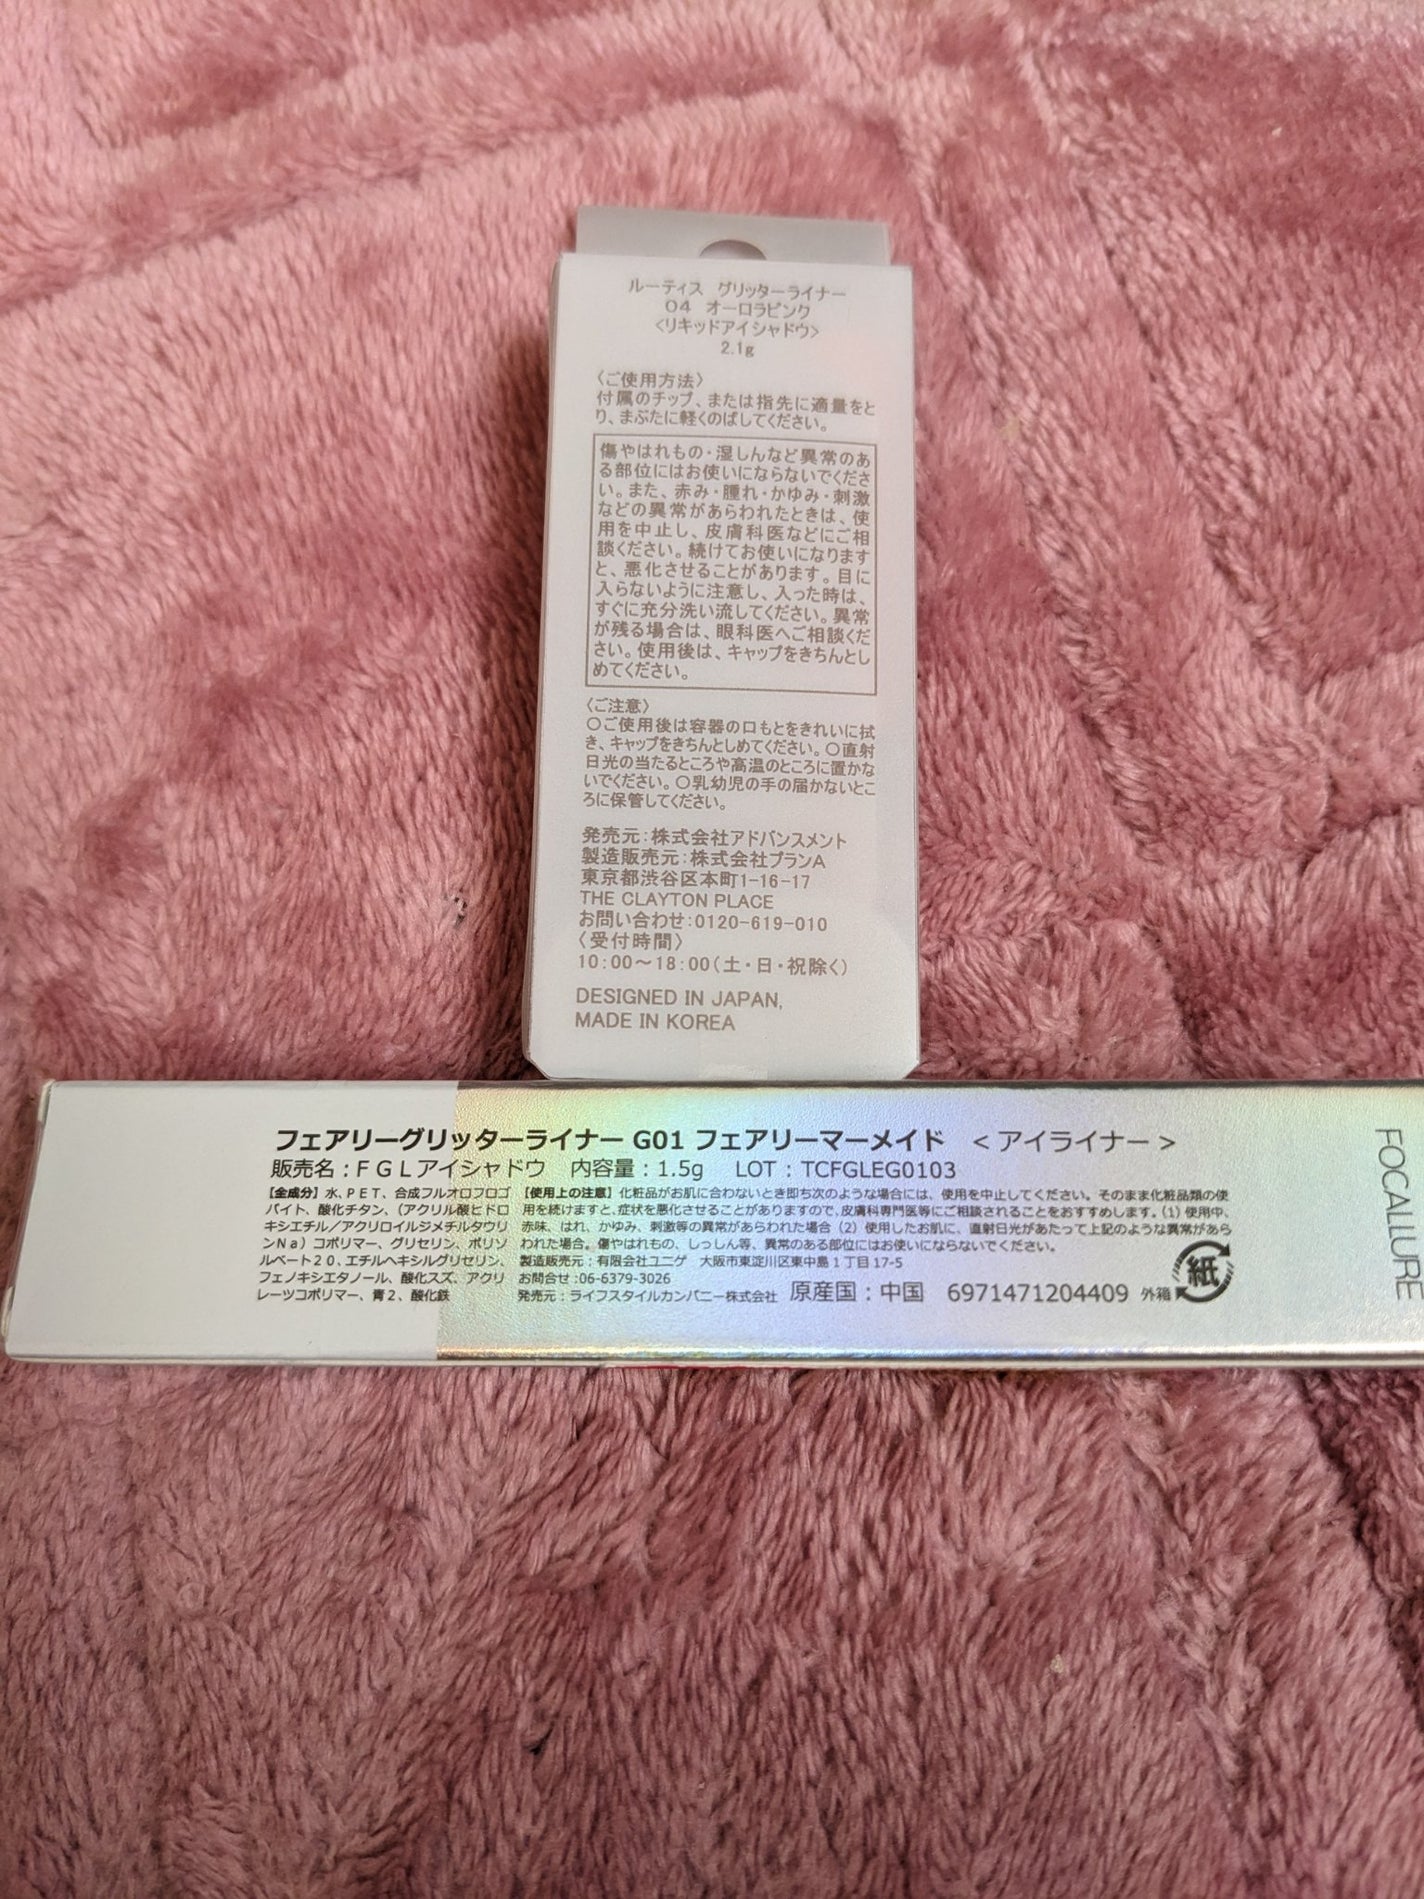 ルーティス グリッターライナー
04 オーロラピンク
<リキッドアイシャドウ>
2.1g
〈ご使用方法〉
付属のチップ、または指先に適量をと
り、まぶたに軽くのばしてください。
傷やはれもの・湿しんなど異常のあ
る部位にはお使いにならないでくださ
い。また、赤み・腫れ・かゆみ・刺激
などの異常があらわれたときは、使
用を中止し、皮膚科医などにご相
談ください。続けてお使いになります
と、悪化させることがあります。目に
入らないように注意し、入った時は、
すぐに充分洗い流してください。異常
が残る場合は、眼科医へご相談くだ
さい。使用後は、キャップをきちんとし
めてください。
〈ご注意〉
○ご使用後は容器の口もとをきれいに拭
き、キャップをきちんとしめてください。○直射
日光の当たるところや高温のところに置かな
いでください。○乳幼児の手の届かないとこ
ろに保管してください。
発売元:株式会社アドバンスメント
製造販売元:株式会社プランA
東京都渋谷区本町1-16-17
THE CLAYTON PLACE
お問い合わせ:0120-619-010
〈受付時間〉
10:00～18:00(土・日・祝除く)
DESIGNED IN JAPAN,
MADE IN KOREA
フェアリーグリッターライナー G01 フェアリーマーメイド <アイライナー>
販売名:FGLアイシャドウ 内容量:1.5g LOT:TCFGLEG0103
【全成分】水、PET、合成フルオロフロゴ
パイト、酸化チタン、(アクリル酸ヒドロ
キシエチル/アクリロイルジメチルタウリ
ンNa)コポリマー、グリセリン、ポリソ
ルベート20、エチルヘキシルグリセリン、
フェノキシエタノール、酸化スズ、アクリ
レーツコポリマー、青2、酸化鉄
【使用上の注意】化粧品がお肌に合わないとき即ち次のような場合には、使用を中止してください。そのまま化粧品類の使
用を続けますと、症状を悪化させることがありますので、皮膚科専門医等にご相談されることをおすすめします。(1)使用中、
赤味、はれ、かゆみ、刺激等の異常があらわれた場合(2)使用したお肌に、直射日光があたって上記のような異常があら
われた場合。傷やはれもの、しっしん等、異常のある部位にはお使いにならないでください。
製造販売元:有限会社ユニゲ 大阪市東淀川区東中島1丁目17-5
お問合せ:06-6379-3026
発売元:ライフスタイルカンパニー株式会社 原産国:中国 6971471204409 外箱 紙
FOCALLURE